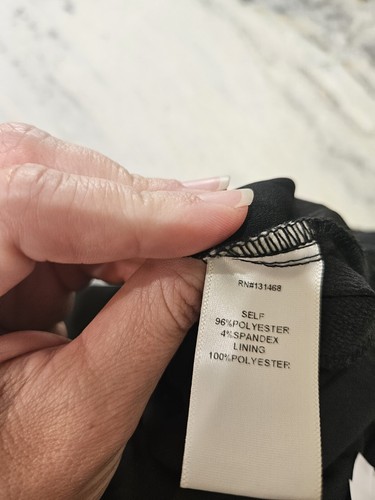 RN#131468
SELF
96%POLYESTER
4%SPANDEX
LINING
100%POLYESTER